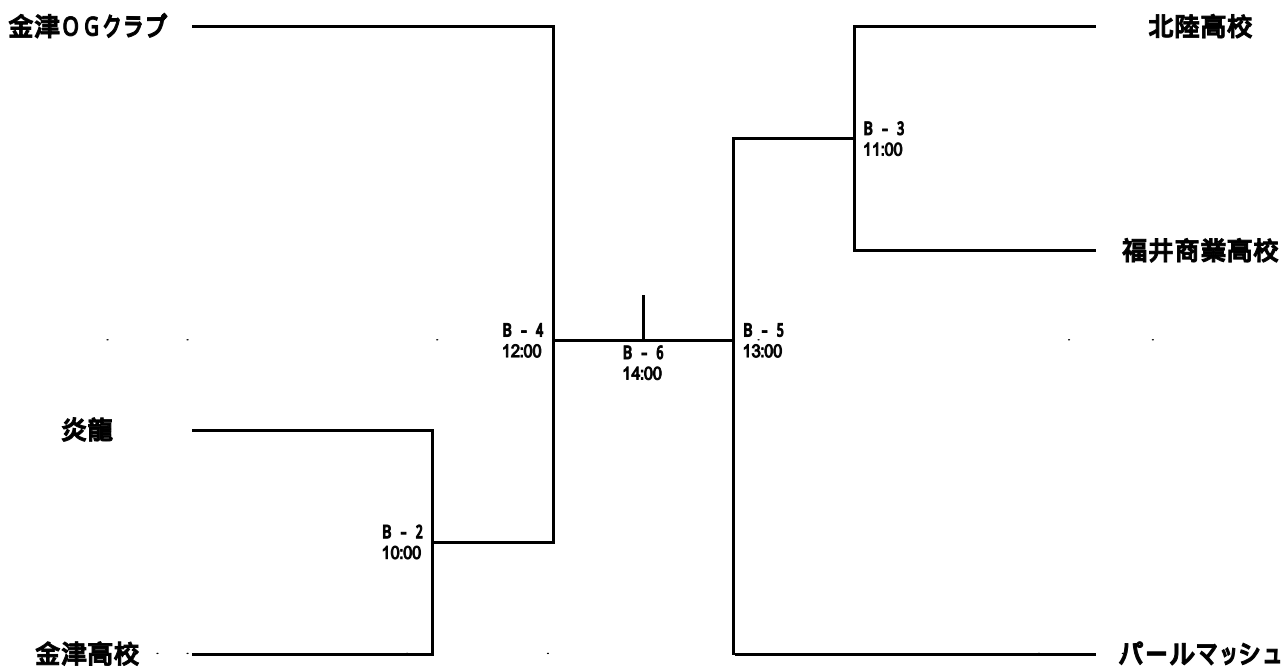 金津ＯＧクラブ
北陸高校
B - 3
11:00
福井商業高校
B - 4
12:00
B - 6
14:00
B - 5
13:00
炎龍
B - 2
10:00
金津高校
パールマッシュ